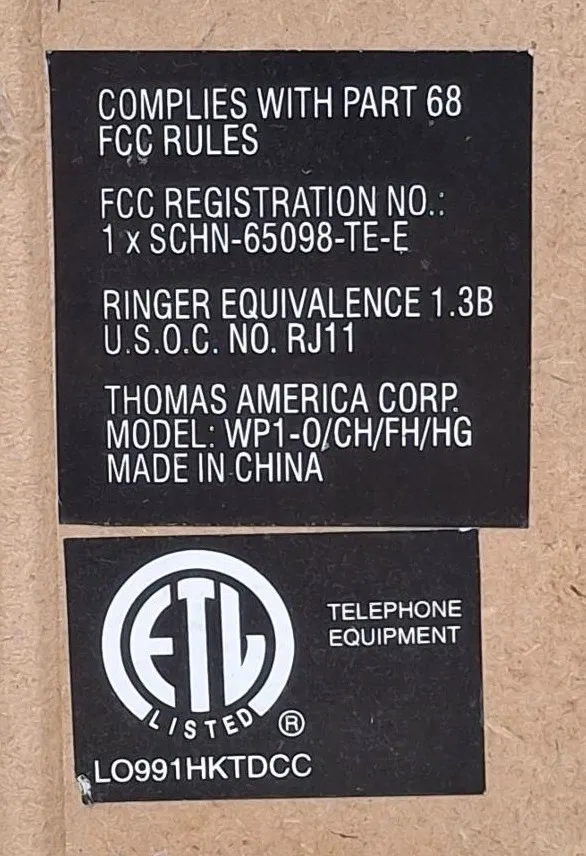 COMPLIES WITH PART 68
FCC RULES
FCC REGISTRATION NO.:
1 x SCHN-65098-TE-E
RINGER EQUIVALENCE 1.3B
U.S.O.C. NO. RJ11
THOMAS AMERICA CORP.
MODEL: WP1-O/CH/FH/HG
MADE IN CHINA
ETL
LISTED ®
TELEPHONE
EQUIPMENT
LO991HKTDCC